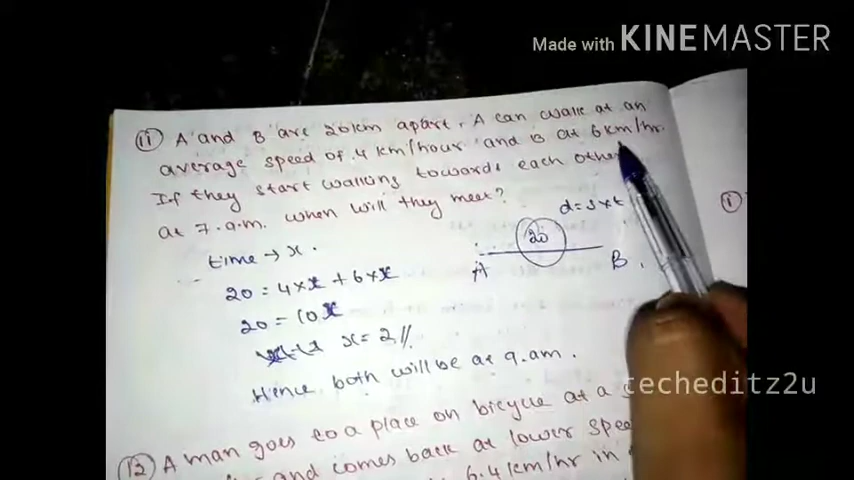 Made with KINEMASTER
11 A and B are 20km apart. A can walk at an
average speed of 4 km/hour and B at 6km/hr.
If they start walking towards each other
at 7.a.m. when will they meet?
d=s×t
time → x.
20
A B.
20 = 4×x + 6×x
20 = 10x
x = 2//
Hence both will be at 9.am.
techeditz2u
12 A man goes to a place on bicycle at a
and comes back at lower spee
6.4 km/hr in
i